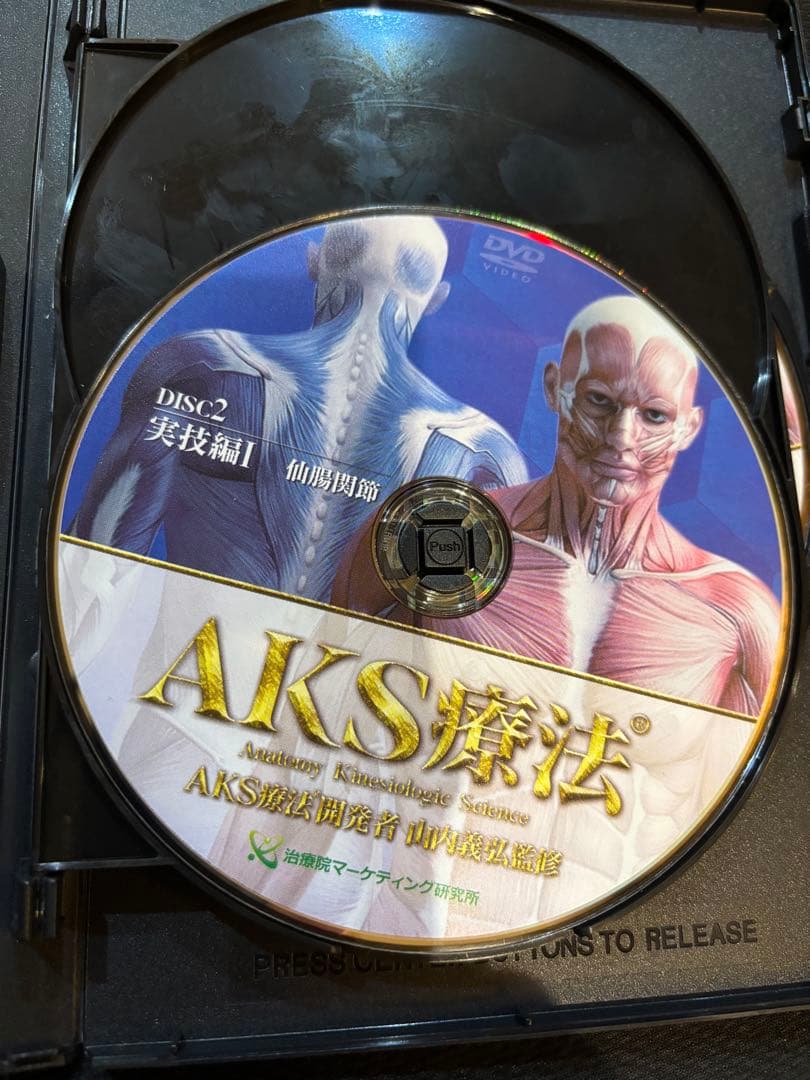 DVD
VIDEO
DISC2
実技編I 仙腸関節
Push
AKS療法®
Anatomy Kinesiologic Science
AKS療法 開発者 山内義弘監修
治療院マーケティング研究所
PRESS CENTER BUTTONS TO RELEASE